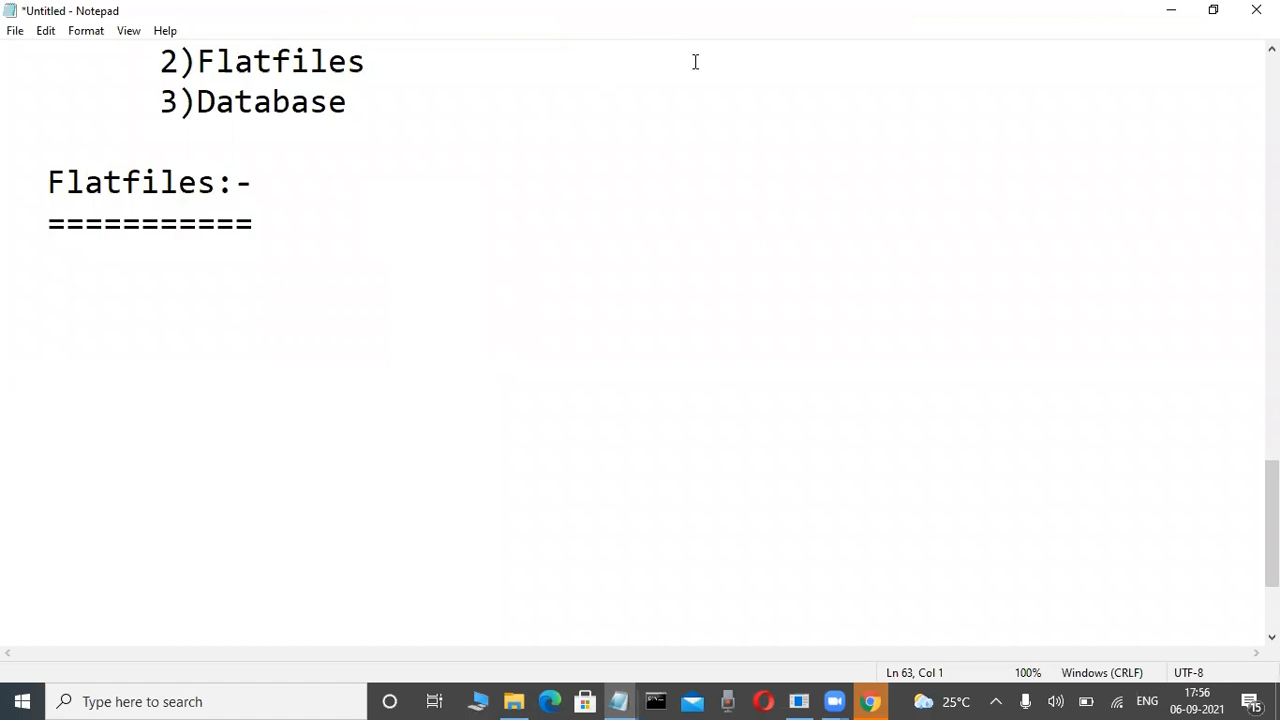 *Untitled - Notepad
File Edit Format View Help
2)Flatfiles
3)Database
Flatfiles:-
===========
Ln 63, Col 1 100% Windows (CRLF) UTF-8
Type here to search
25°C ENG 17:56
06-09-2021
15